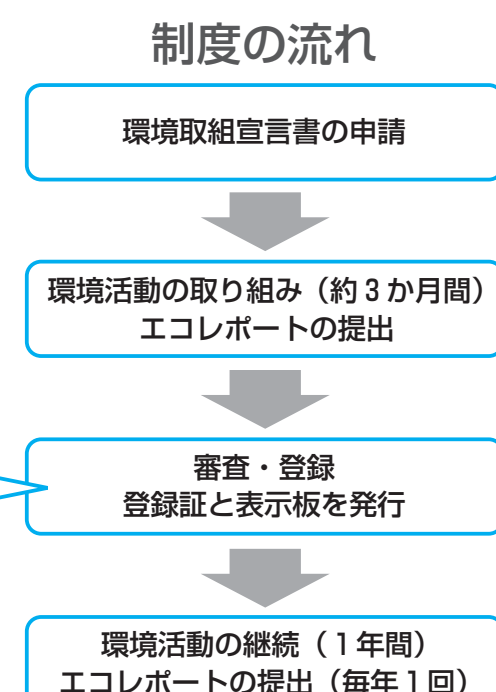 制度の流れ
環境取組宣言書の申請
環境活動の取り組み（約３か月間）
エコレポートの提出
審査・登録
登録証と表示板を発行
環境活動の継続（１年間）
エコレポートの提出（毎年１回）